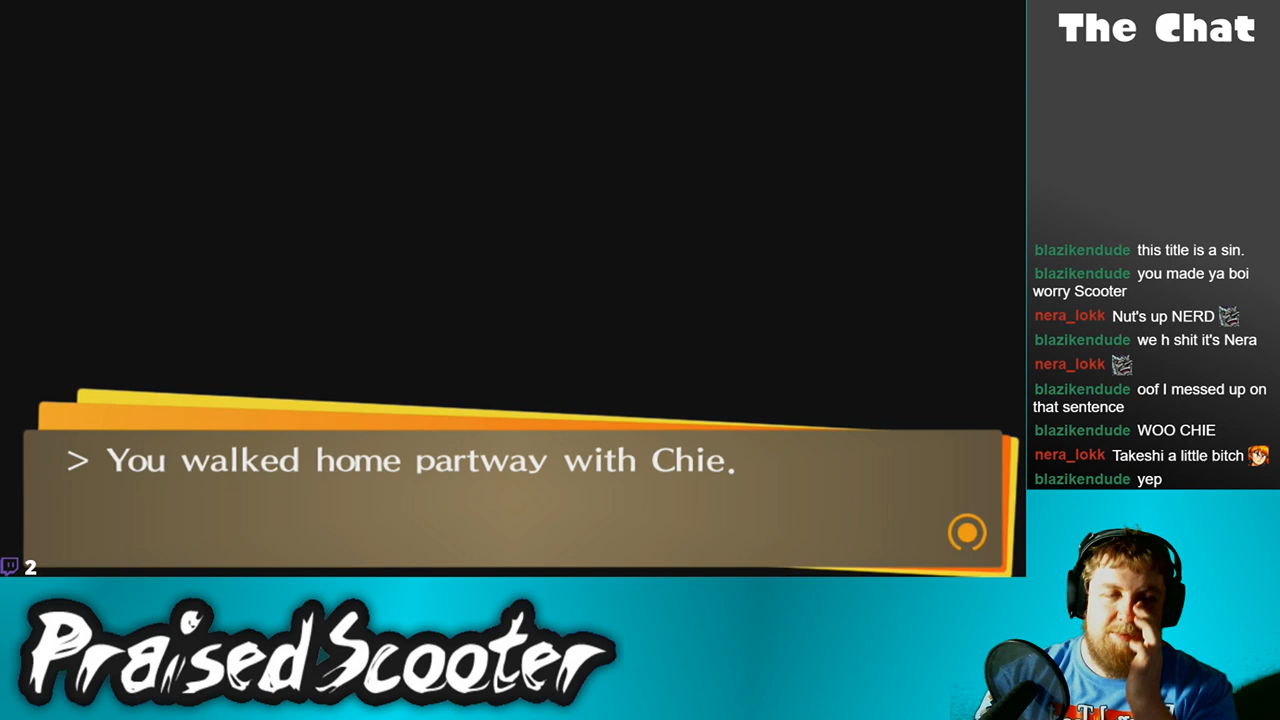 The Chat
blazikendude this title is a sin.
blazikendude you made ya boi
worry Scooter
nera_lokk Nut's up NERD
blazikendude we h shit it's Nera
nera_lokk
blazikendude oof I messed up on
that sentence
blazikendude WOO CHIE
nera_lokk Takeshi a little bitch
blazikendude yep
> You walked home partway with Chie.
2
PraisedScooter